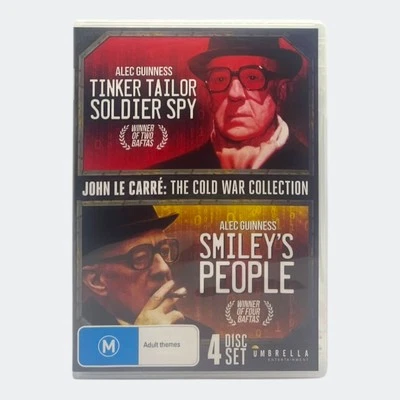 ALEC GUINNESS
TINKER TAILOR
SOLDIER SPY
WINNER
OF TWO
BAFTAS
JOHN LE CARRÉ: THE COLD WAR COLLECTION
ALEC GUINNESS
SMILEY'S
PEOPLE
WINNER
OF FOUR
BAFTAS
M
Adult themes
4 DISC
SET
UMBRELLA
ENTERTAINMENT